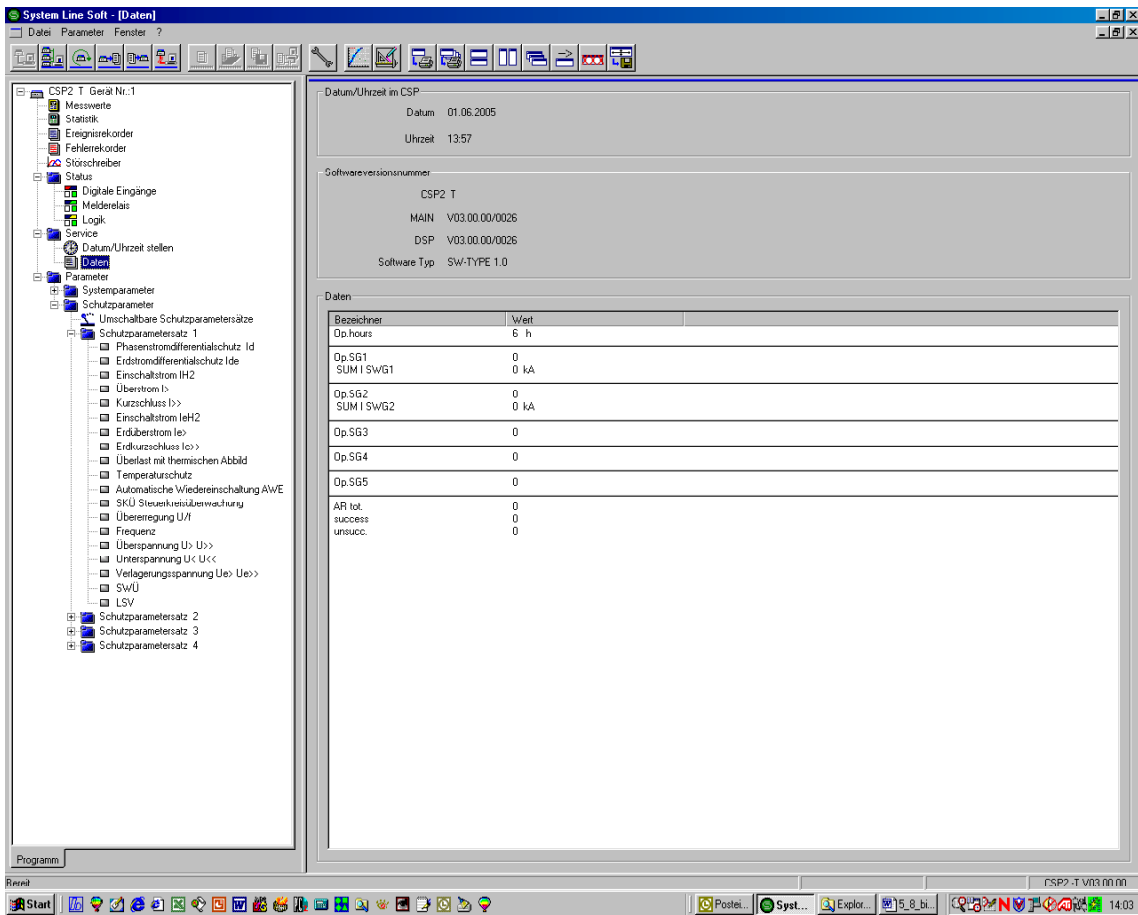 System Line Soft - [Daten]
Datei Parameter Fenster ?
CSP2 T Gerät Nr.:1
Messwerte
Statistik
Ereignisrekorder
Fehlerrekorder
Störschreiber
Status
Digitale Eingänge
Melderelais
Logik
Service
Datum/Uhrzeit stellen
Daten
Parameter
Systemparameter
Schutzparameter
Umschaltbare Schutzparametersätze
Schutzparametersatz 1
Phasenstromdifferentialschutz Id
Erdstromdifferentialschutz Ide
Einschaltstrom IH2
Überstrom I>
Kurzschluss I>>
Einschaltstrom IeH2
Erdüberstrom Ie>
Erdkurzschluss Ie>>
Überlast mit thermischen Abbild
Temperaturschutz
Automatische Wiedereinschaltung AWE
SKÜ Steuerkreisüberwachung
Übererregung U/f
Frequenz
Überspannung U> U>>
Unterspannung U< U<<
Verlagerungsspannung Ue> Ue>>
SWÜ
LSV
Schutzparametersatz 2
Schutzparametersatz 3
Schutzparametersatz 4
Programm
Datum/Uhrzeit im CSP
Datum 01.06.2005
Uhrzeit 13:57
Softwareversionsnummer
CSP2 T
MAIN V03.00.00/0026
DSP V03.00.00/0026
Software Typ SW-TYPE 1.0
Daten
Bezeichner Wert
Op.hours 6 h
Op.SG1 0
SUM I SWG1 0 kA
Op.SG2 0
SUM I SWG2 0 kA
Op.SG3 0
Op.SG4 0
Op.SG5 0
AR tot. 0
success 0
unsucc. 0
Bereit
CSP2 -T V03.00.00
Start
Postei...
Syst...
Explor...
5_8_bi...
14:03